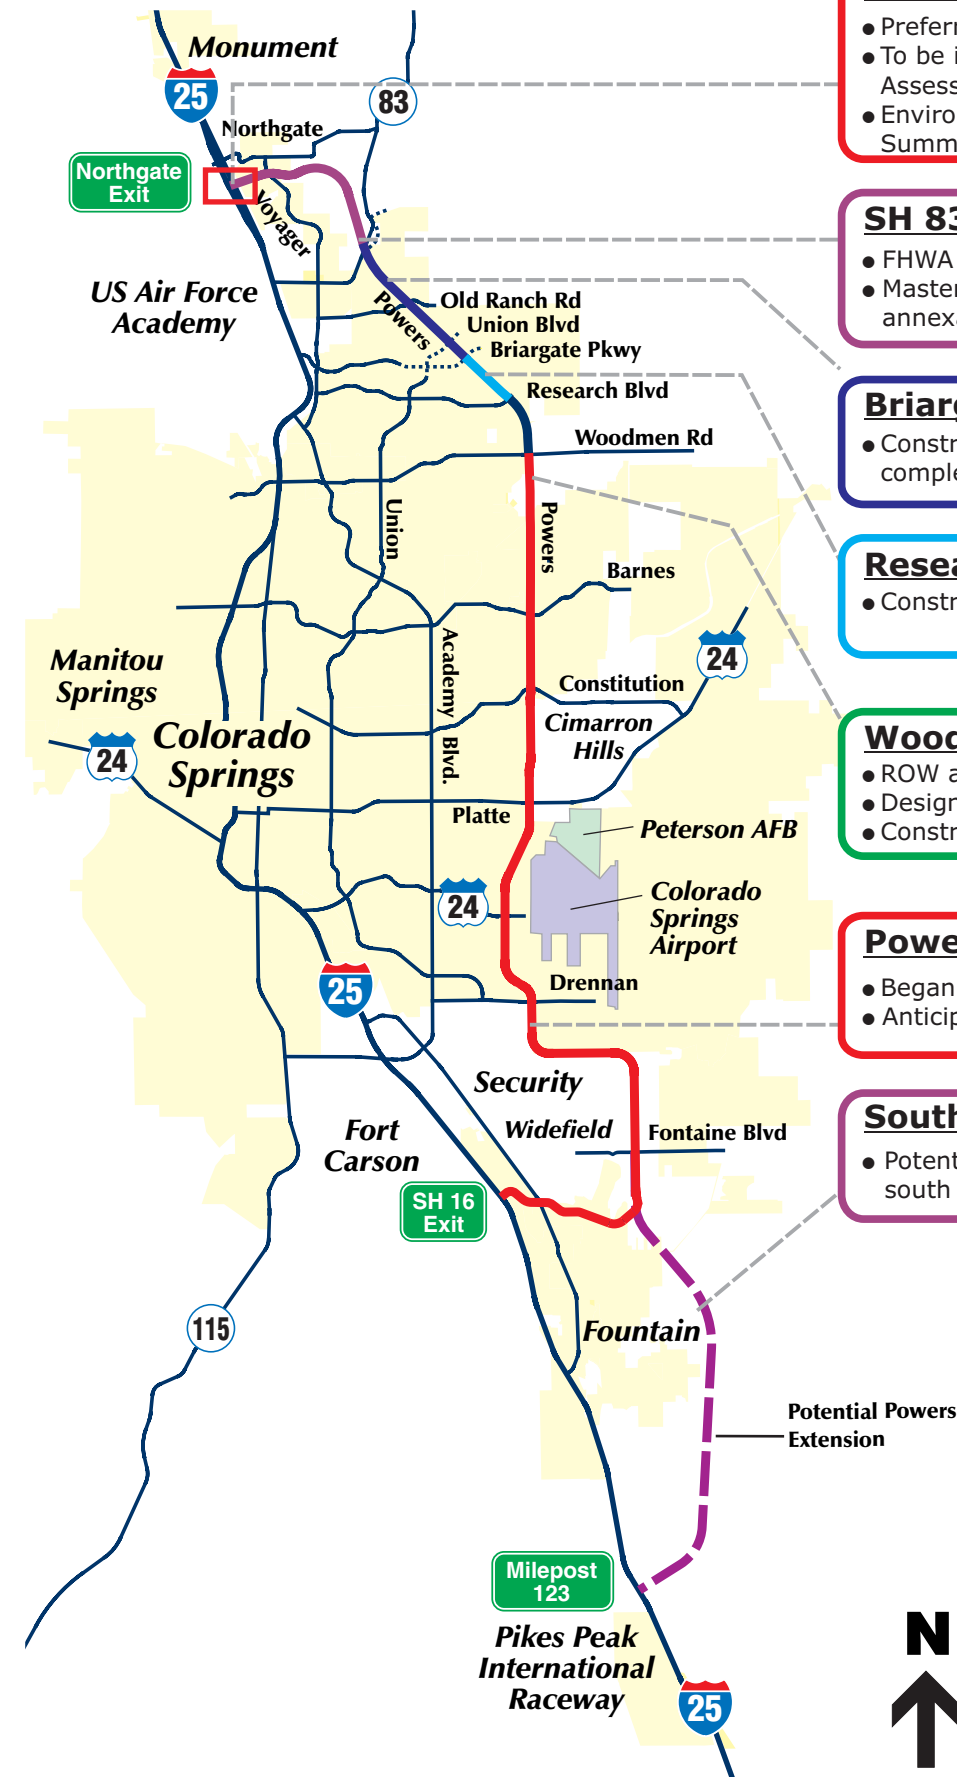 Monument
25
83
Northgate
Northgate
Exit
Voyager
US Air Force
Academy
Powers
Old Ranch Rd
Union Blvd
Briargate Pkwy
Research Blvd
Woodmen Rd
Union
Powers
Barnes
Academy
Blvd.
24
Manitou
Springs
Constitution
Cimarron
Hills
24
Colorado
Springs
Platte
Peterson AFB
24
Colorado
Springs
Airport
25
Drennan
Security
Widefield
Fontaine Blvd
Fort
Carson
SH 16
Exit
115
Fountain
Potential Powers
Extension
Milepost
123
Pikes Peak
International
Raceway
25
N
● Preferr
● To be i
Assess
● Enviro
Summ
SH 83
● FHWA
● Master
annexa
Briarg
● Constr
comple
Resea
● Constr
Wood
● ROW a
● Design
● Constr
Powe
● Began
● Anticip
South
● Potent
south